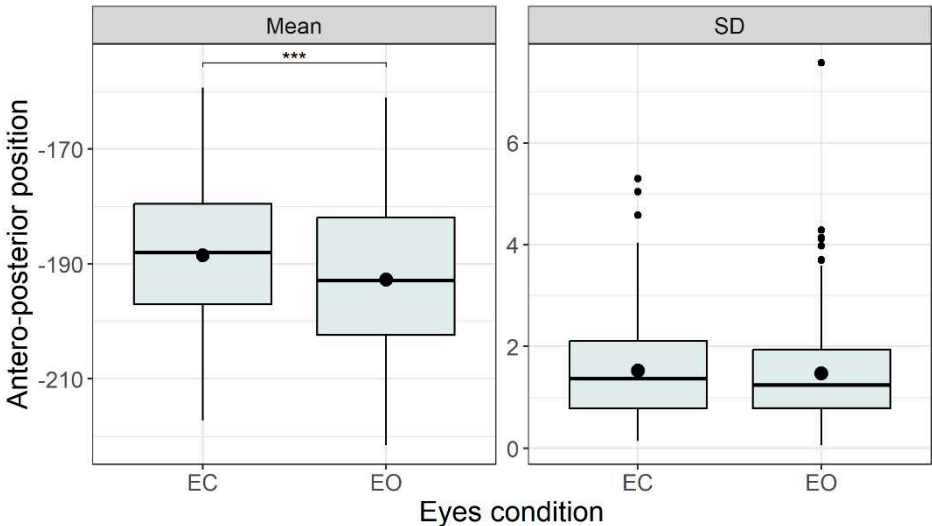 Mean
SD
***
Antero-posterior position
-170
-190
-210
6
4
2
0
EC
EO
EC
EO
Eyes condition